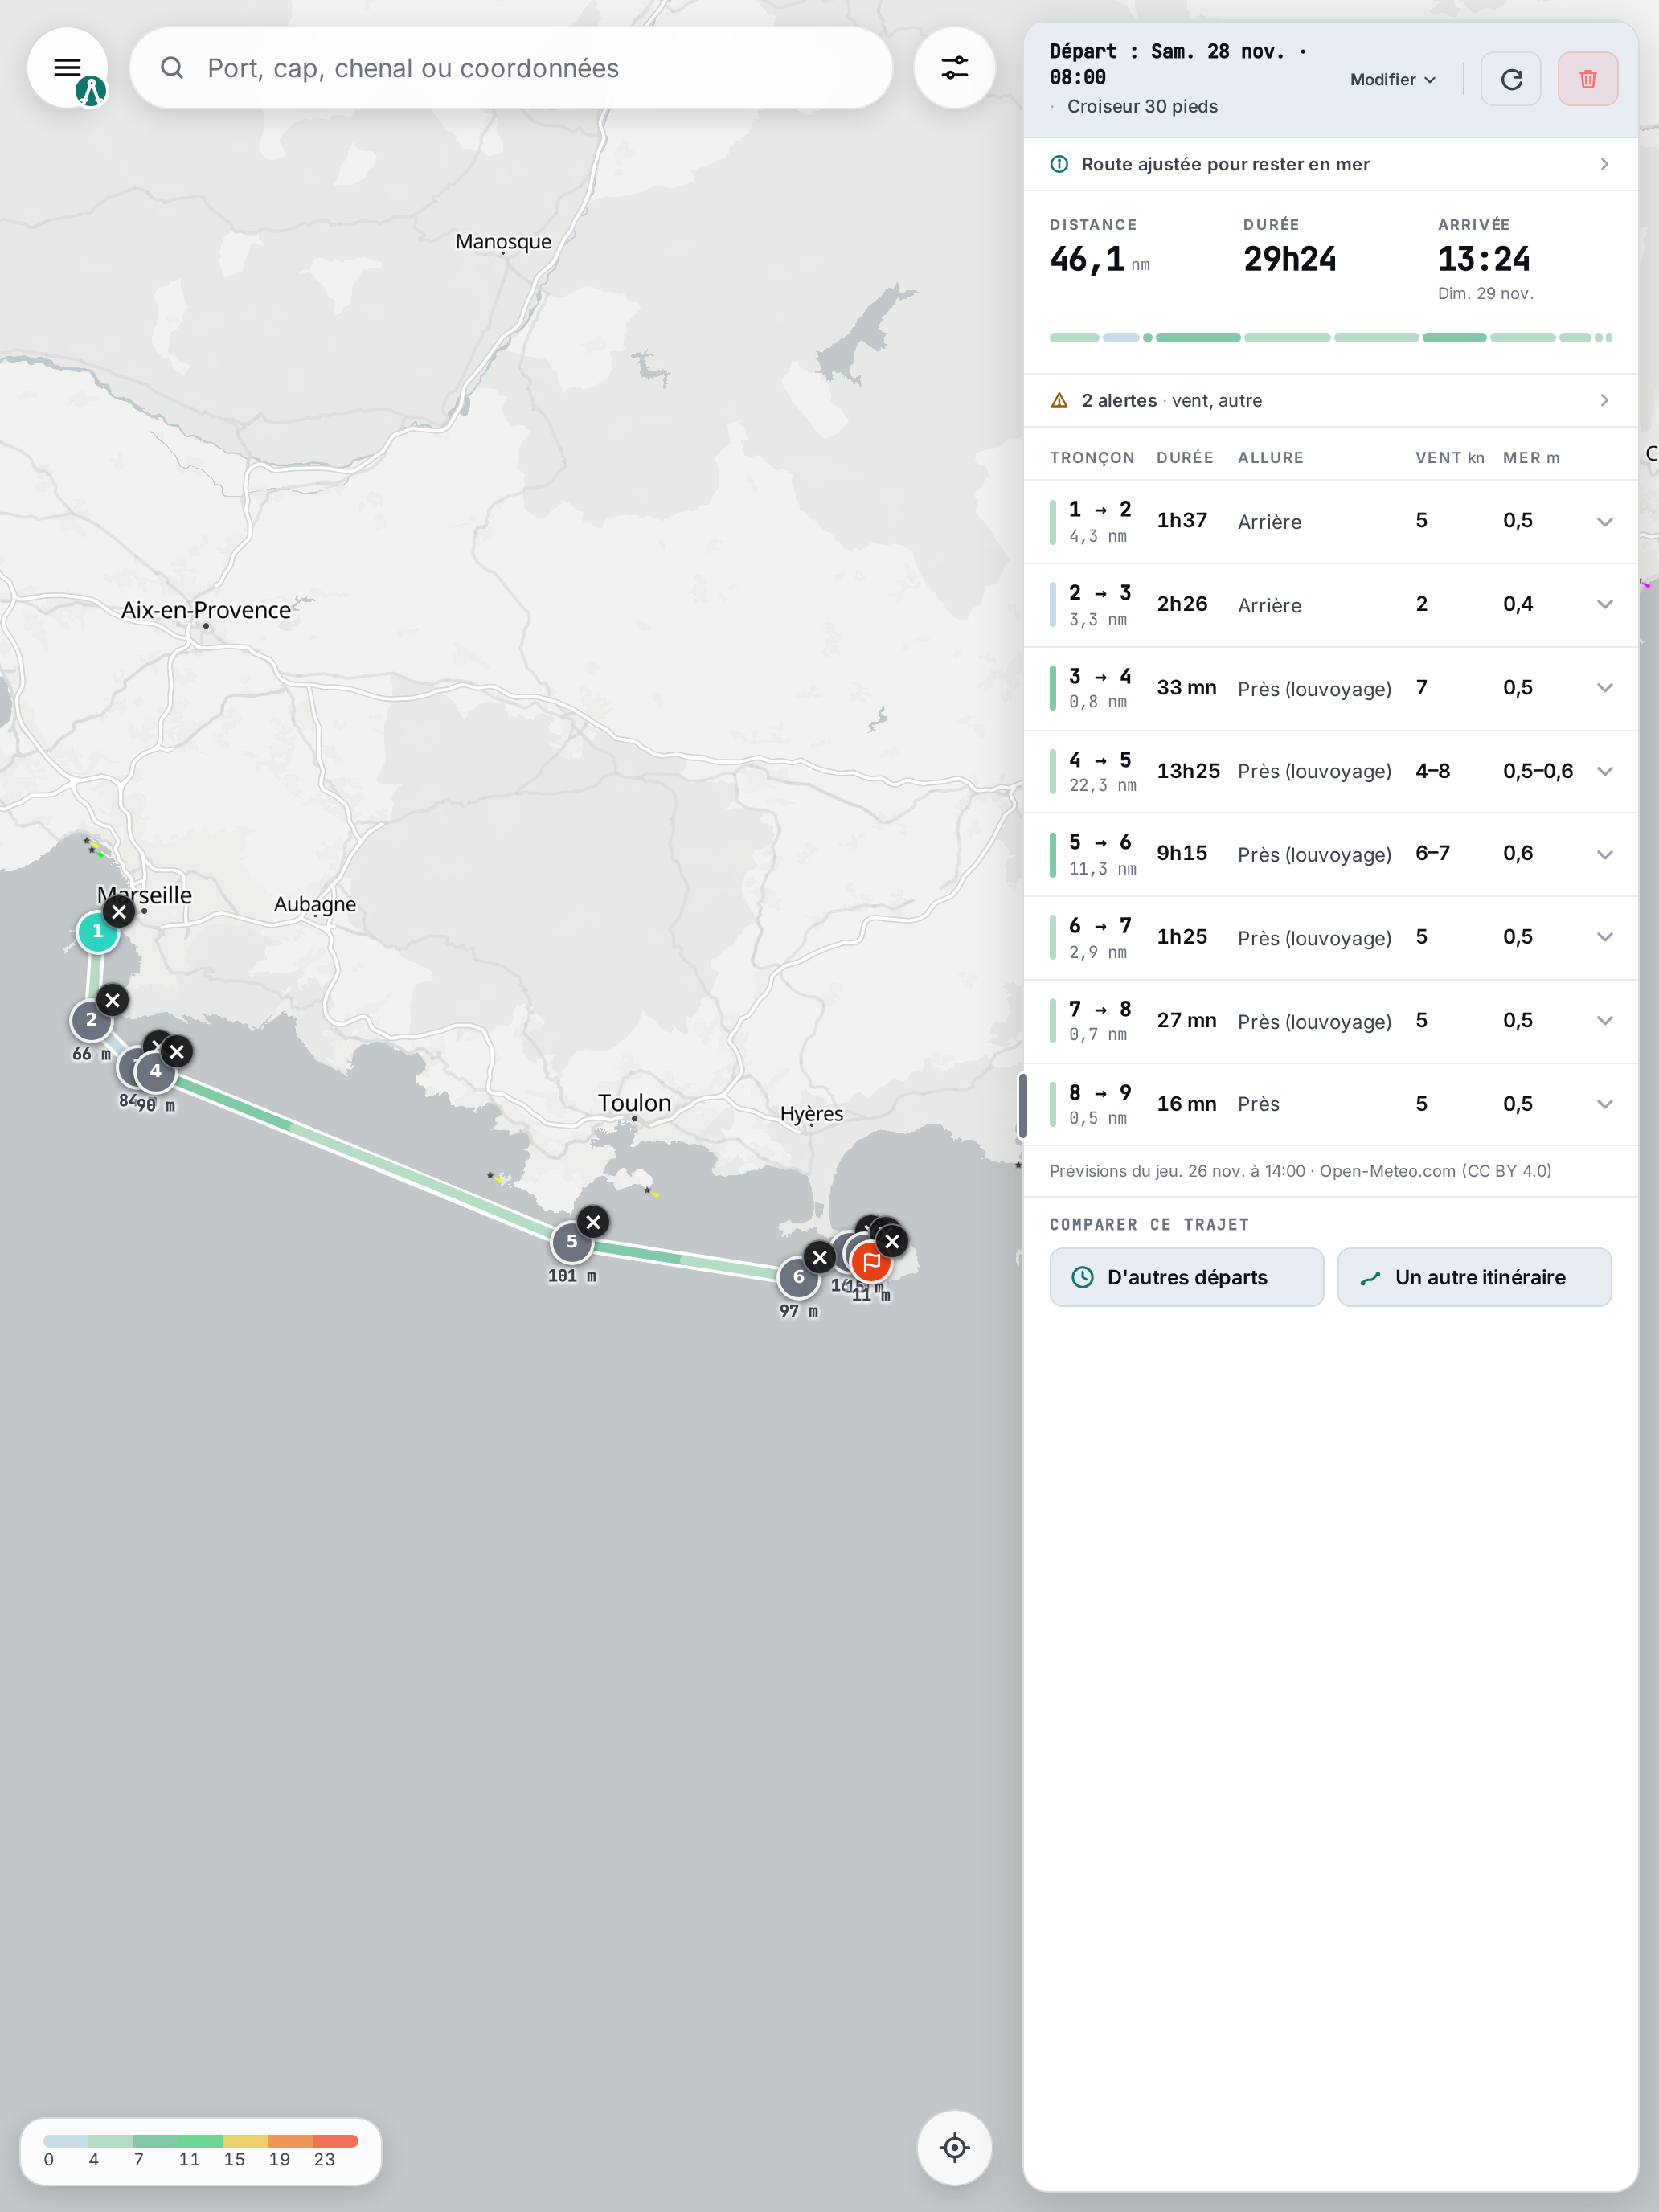 Port, cap, chenal ou coordonnées
Manosque
Aix-en-Provence
Marseille
Aubagne
Toulon
Hyères
1
2
66 m
4
90 m
5
101 m
6
97 m
11 m
0 4 7 11 15 19 23
Départ : Sam. 28 nov. ·
08:00
· Croiseur 30 pieds
Modifier
Route ajustée pour rester en mer
DISTANCE DURÉE ARRIVÉE
46,1 nm 29h24 13:24
Dim. 29 nov.
2 alertes · vent, autre
TRONÇON DURÉE ALLURE VENT kn MER m
1 → 2 1h37 Arrière 5 0,5
4,3 nm
2 → 3 2h26 Arrière 2 0,4
3,3 nm
3 → 4 33 mn Près (louvoyage) 7 0,5
0,8 nm
4 → 5 13h25 Près (louvoyage) 4–8 0,5–0,6
22,3 nm
5 → 6 9h15 Près (louvoyage) 6–7 0,6
11,3 nm
6 → 7 1h25 Près (louvoyage) 5 0,5
2,9 nm
7 → 8 27 mn Près (louvoyage) 5 0,5
0,7 nm
8 → 9 16 mn Près 5 0,5
0,5 nm
Prévisions du jeu. 26 nov. à 14:00 · Open-Meteo.com (CC BY 4.0)
COMPARER CE TRAJET
D'autres départs
Un autre itinéraire